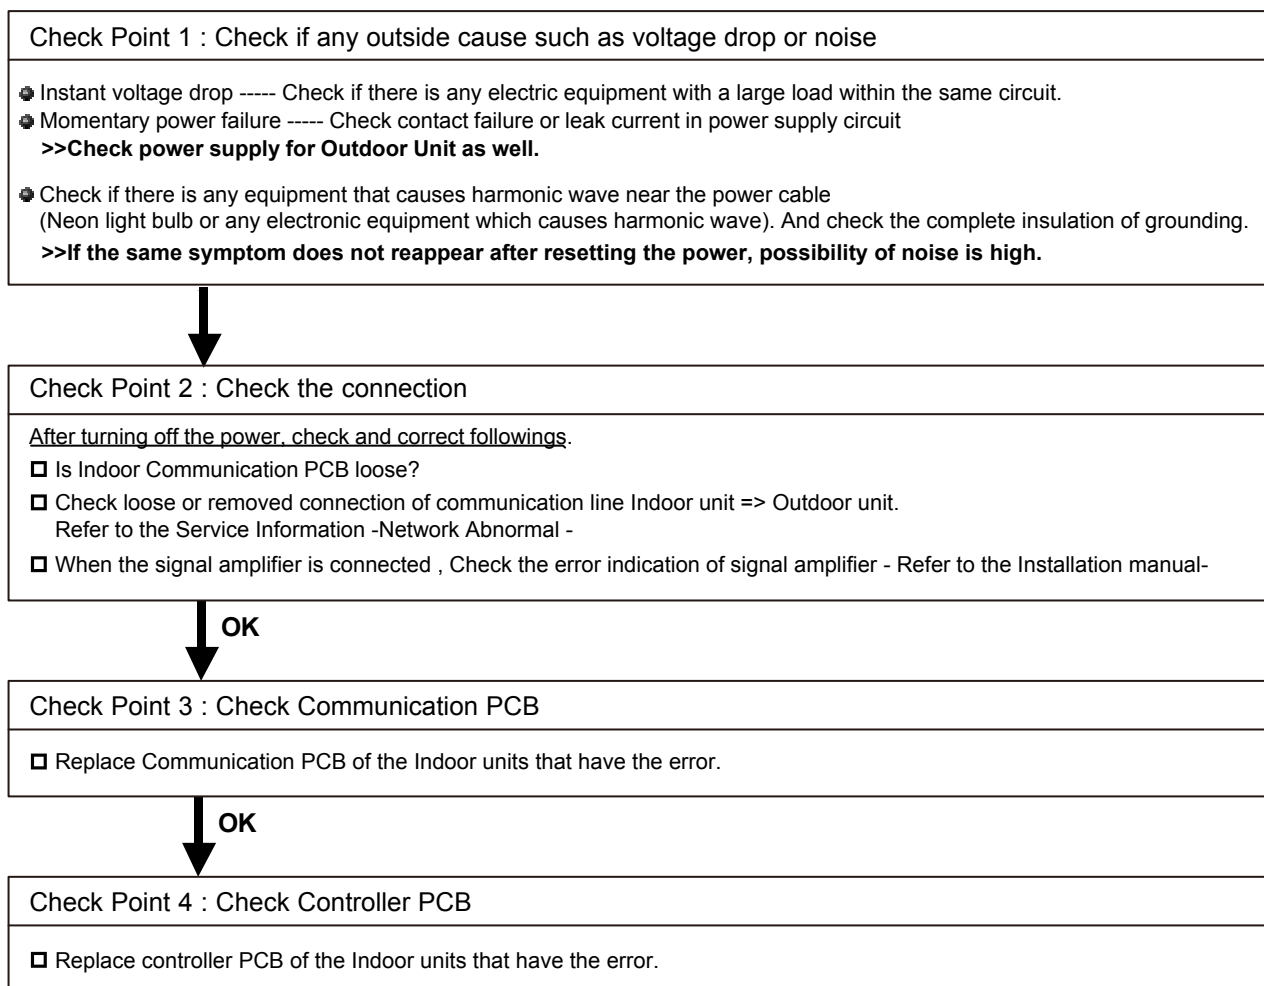 Check Point 1 : Check if any outside cause such as voltage drop or noise
Instant voltage drop ----- Check if there is any electric equipment with a large load within the same circuit.
Momentary power failure ----- Check contact failure or leak current in power supply circuit
>>Check power supply for Outdoor Unit as well.
Check if there is any equipment that causes harmonic wave near the power cable
(Neon light bulb or any electronic equipment which causes harmonic wave). And check the complete insulation of grounding.
>>If the same symptom does not reappear after resetting the power, possibility of noise is high.
Check Point 2 : Check the connection
After turning off the power, check and correct followings.
Is Indoor Communication PCB loose?
Check loose or removed connection of communication line Indoor unit => Outdoor unit.
Refer to the Service Information -Network Abnormal -
When the signal amplifier is connected , Check the error indication of signal amplifier - Refer to the Installation manual-
OK
Check Point 3 : Check Communication PCB
Replace Communication PCB of the Indoor units that have the error.
OK
Check Point 4 : Check Controller PCB
Replace controller PCB of the Indoor units that have the error.